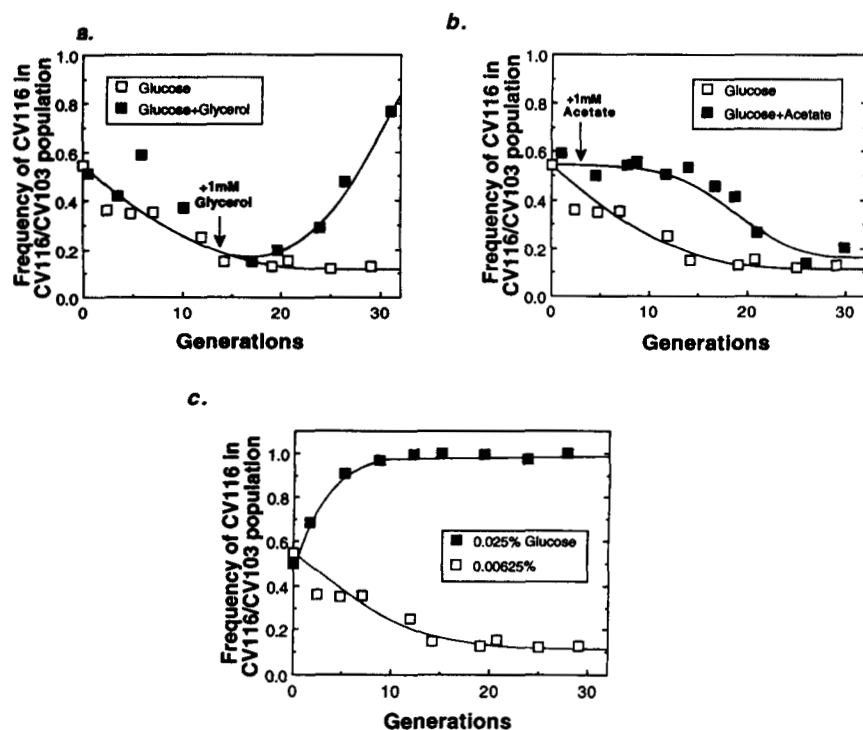 a.
Frequency of CV116 in
CV116/CV103 population
1.0
0.8
0.6
0.4
0.2
0.0
Glucose
Glucose+Glycerol
+1mM
Glycerol
0 10 20 30
Generations
b.
Frequency of CV116 in
CV116/CV103 population
1.0
0.8
0.6
0.4
0.2
0.0
+1mM
Acetate
Glucose
Glucose+Acetate
0 10 20 30
Generations
c.
Frequency of CV116 in
CV116/CV103 population
1.0
0.8
0.6
0.4
0.2
0.0
0.025% Glucose
0.00625%
0 10 20 30
Generations